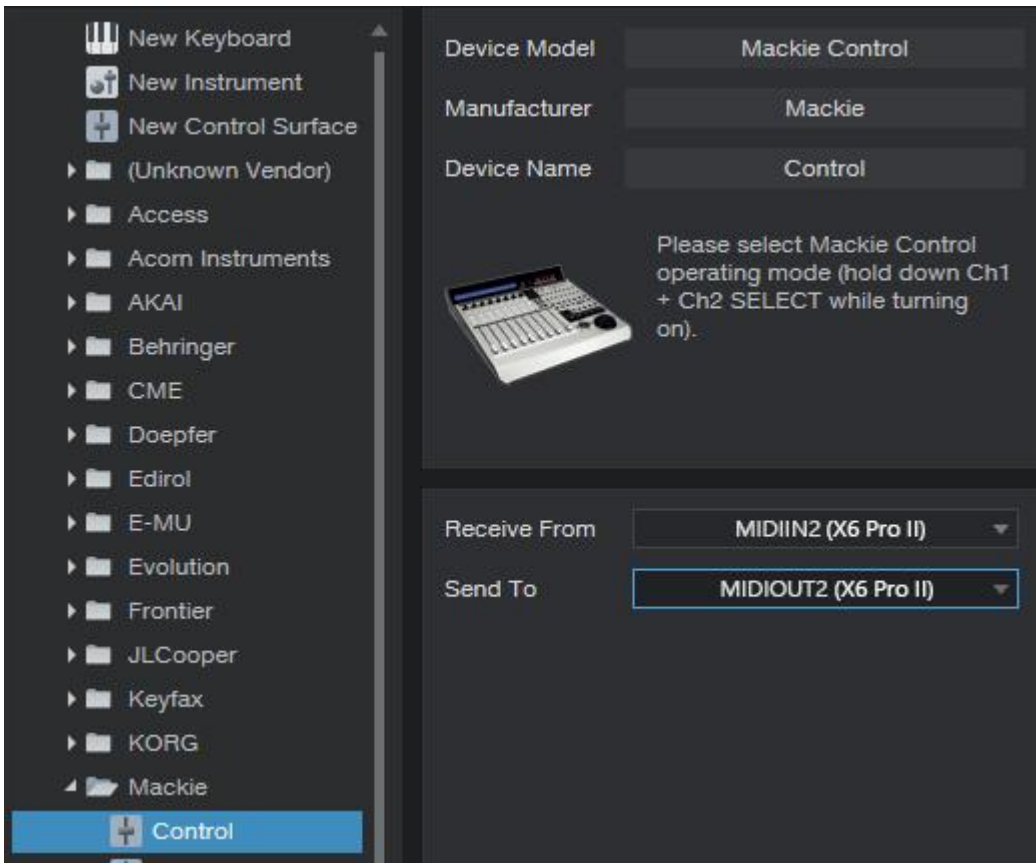 New Keyboard
New Instrument
New Control Surface
(Unknown Vendor)
Access
Acorn Instruments
AKAI
Behringer
CME
Doepfer
Edirol
E-MU
Evolution
Frontier
JLCooper
Keyfax
KORG
Mackie
Control
Device Model Mackie Control
Manufacturer Mackie
Device Name Control
Please select Mackie Control
operating mode (hold down Ch1
+ Ch2 SELECT while turning
on).
Receive From MIDIIN2 (X6 Pro II)
Send To MIDIOUT2 (X6 Pro II)